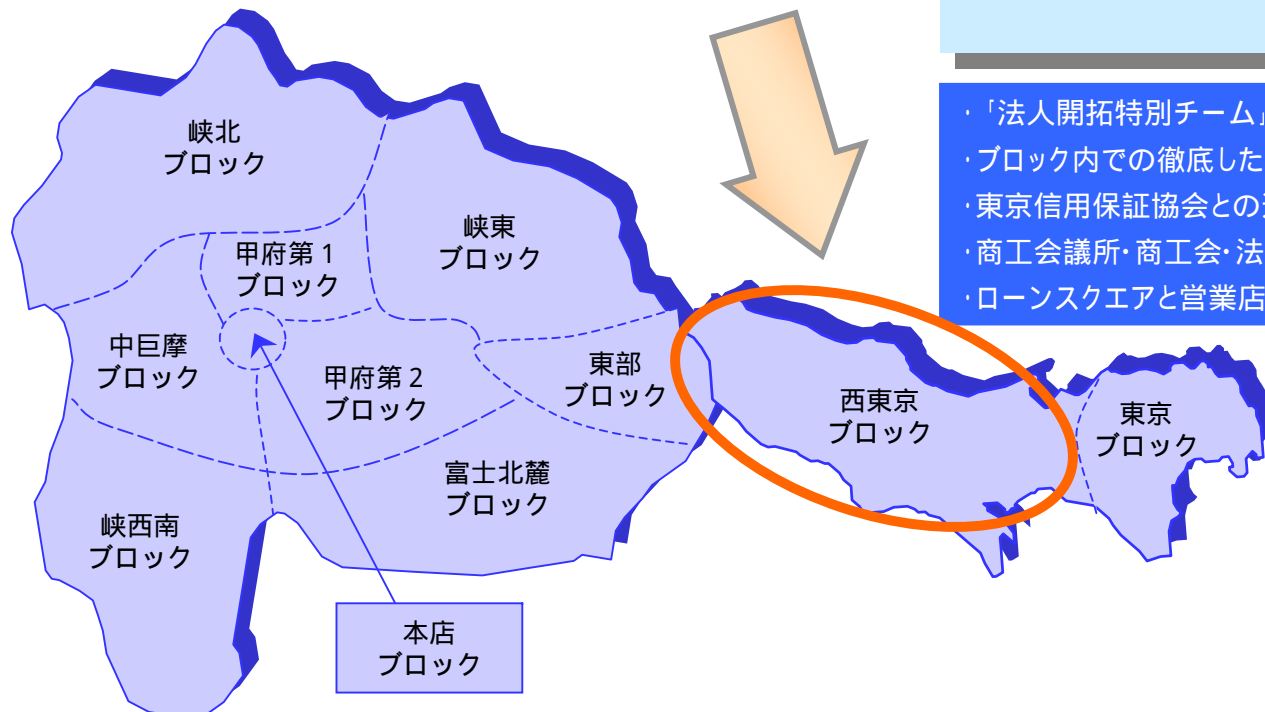 ・「法人開拓特別チーム」
・ブロック内での徹底した
・東京信用保証協会との
・商工会議所・商工会・法
・ローンスクエアと営業店
峡北
ブロック
峡東
ブロック
甲府第1
ブロック
中巨摩
ブロック
甲府第2
ブロック
東部
ブロック
西東京
ブロック
東京
ブロック
富士北麓
ブロック
峡西南
ブロック
本店
ブロック